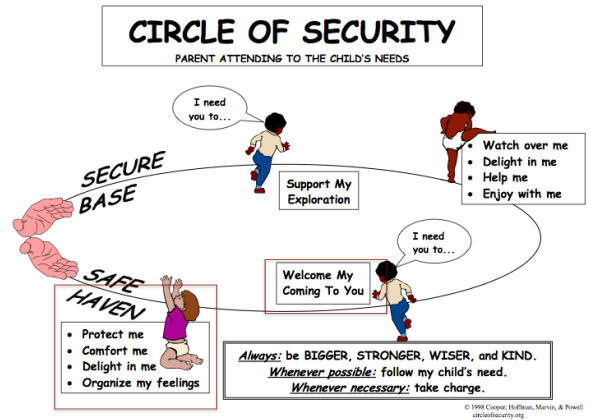 CIRCLE OF SECURITY
PARENT ATTENDING TO THE CHILD'S NEEDS
I need
you to...
SECURE
BASE
Support My
Exploration
• Watch over me
• Delight in me
• Help me
• Enjoy with me
I need
you to...
Welcome My
Coming To You
SAFE
HAVEN
• Protect me
• Comfort me
• Delight in me
• Organize my feelings
Always: be BIGGER, STRONGER, WISER, and KIND.
Whenever possible: follow my child's need.
Whenever necessary: take charge.
© 1998 Cooper, Hoffman, Marvin, & Powell
circleofsecurity.org